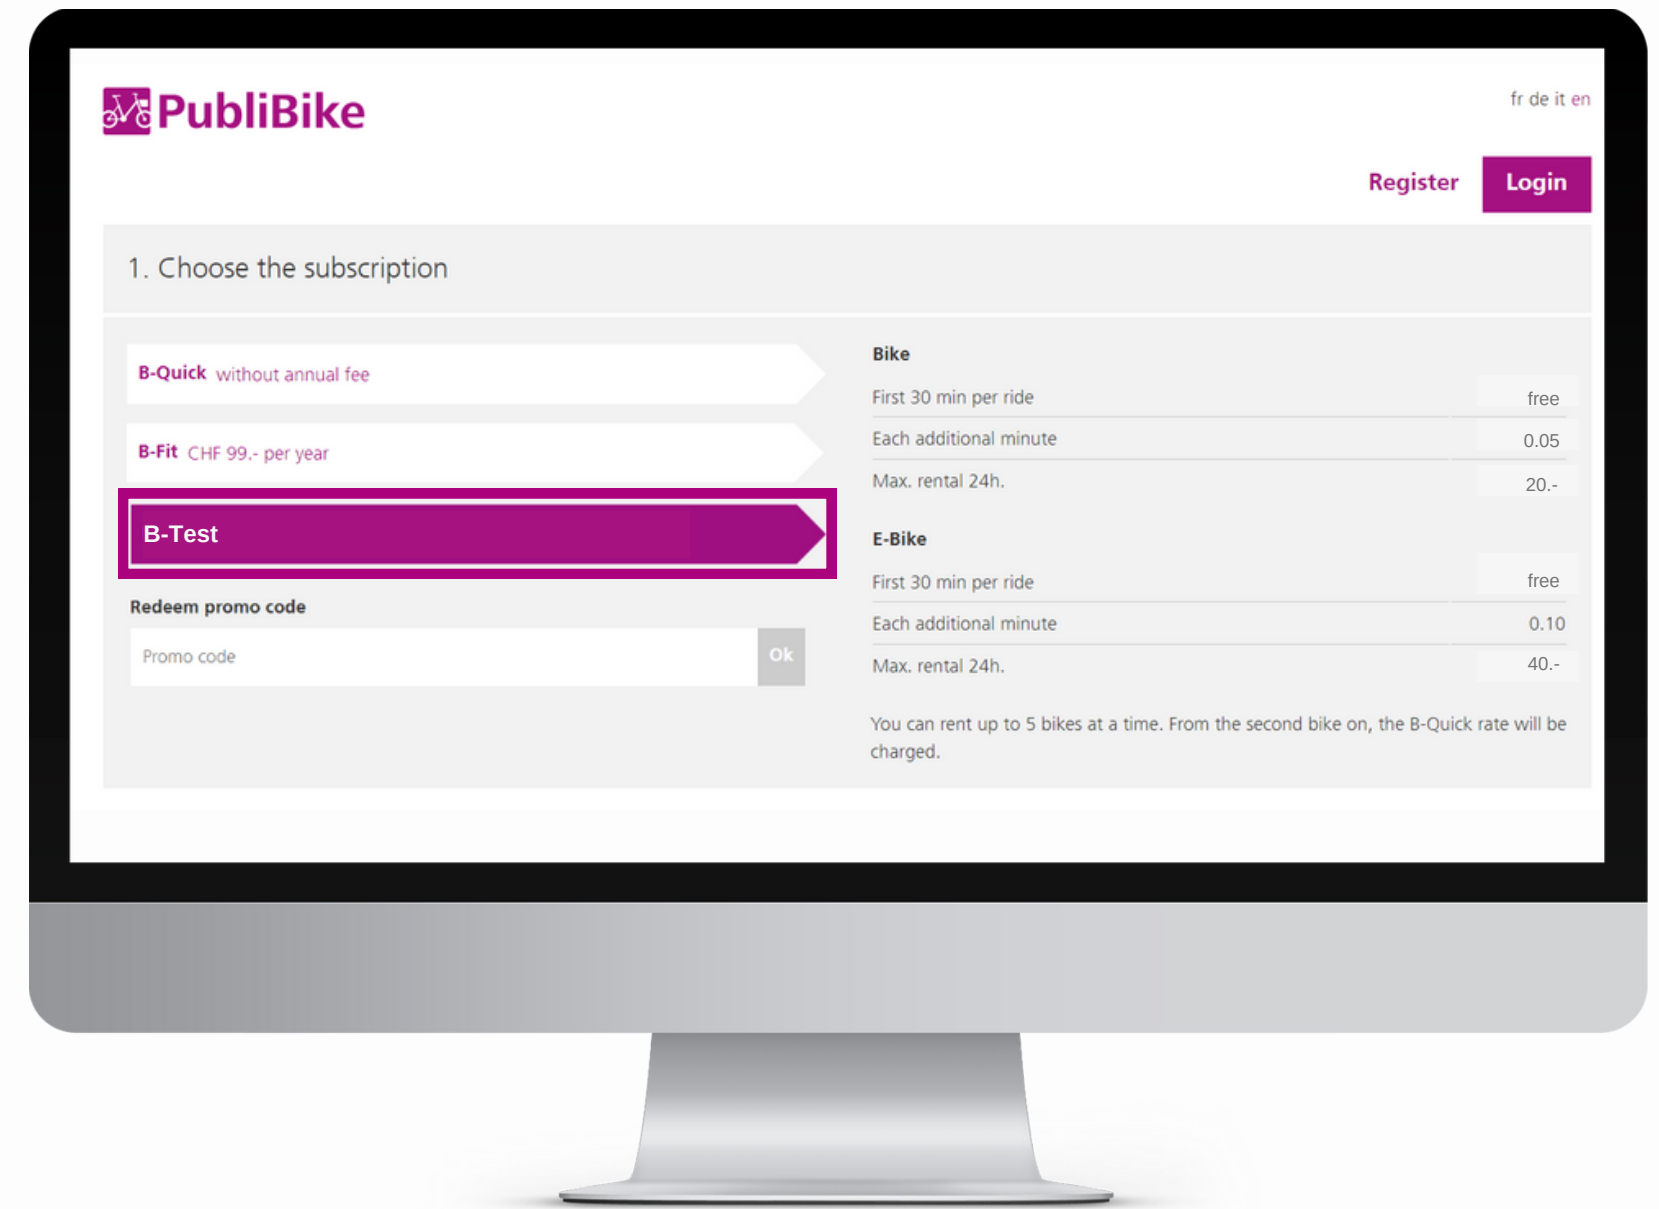 PubliBike
fr de it en
Register Login
1. Choose the subscription
B-Quick without annual fee
B-Fit CHF 99.- per year
B-Test
Redeem promo code
Promo code Ok
Bike
First 30 min per ride free
Each additional minute 0.05
Max. rental 24h. 20.-
E-Bike
First 30 min per ride free
Each additional minute 0.10
Max. rental 24h. 40.-
You can rent up to 5 bikes at a time. From the second bike on, the B-Quick rate will be
charged.